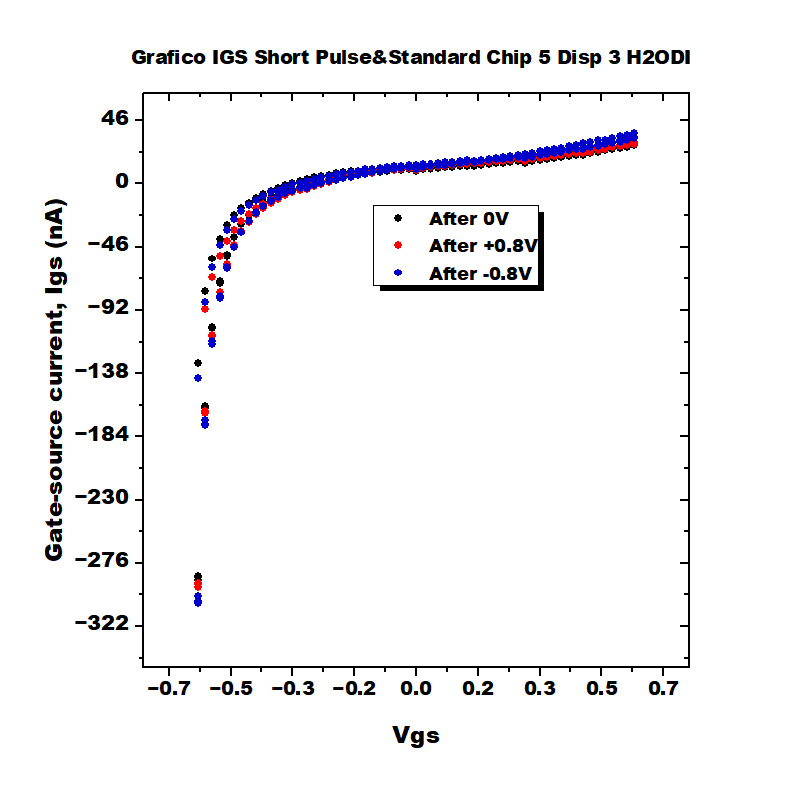 Grafico IGS Short Pulse&Standard Chip 5 Disp 3 H2ODI
46
0
−46
−92
−138
−184
−230
−276
−322
Gate-source current, Igs (nA)
After 0V
After +0.8V
After -0.8V
−0.7 −0.5 −0.3 −0.2 0.0 0.2 0.3 0.5 0.7
Vgs